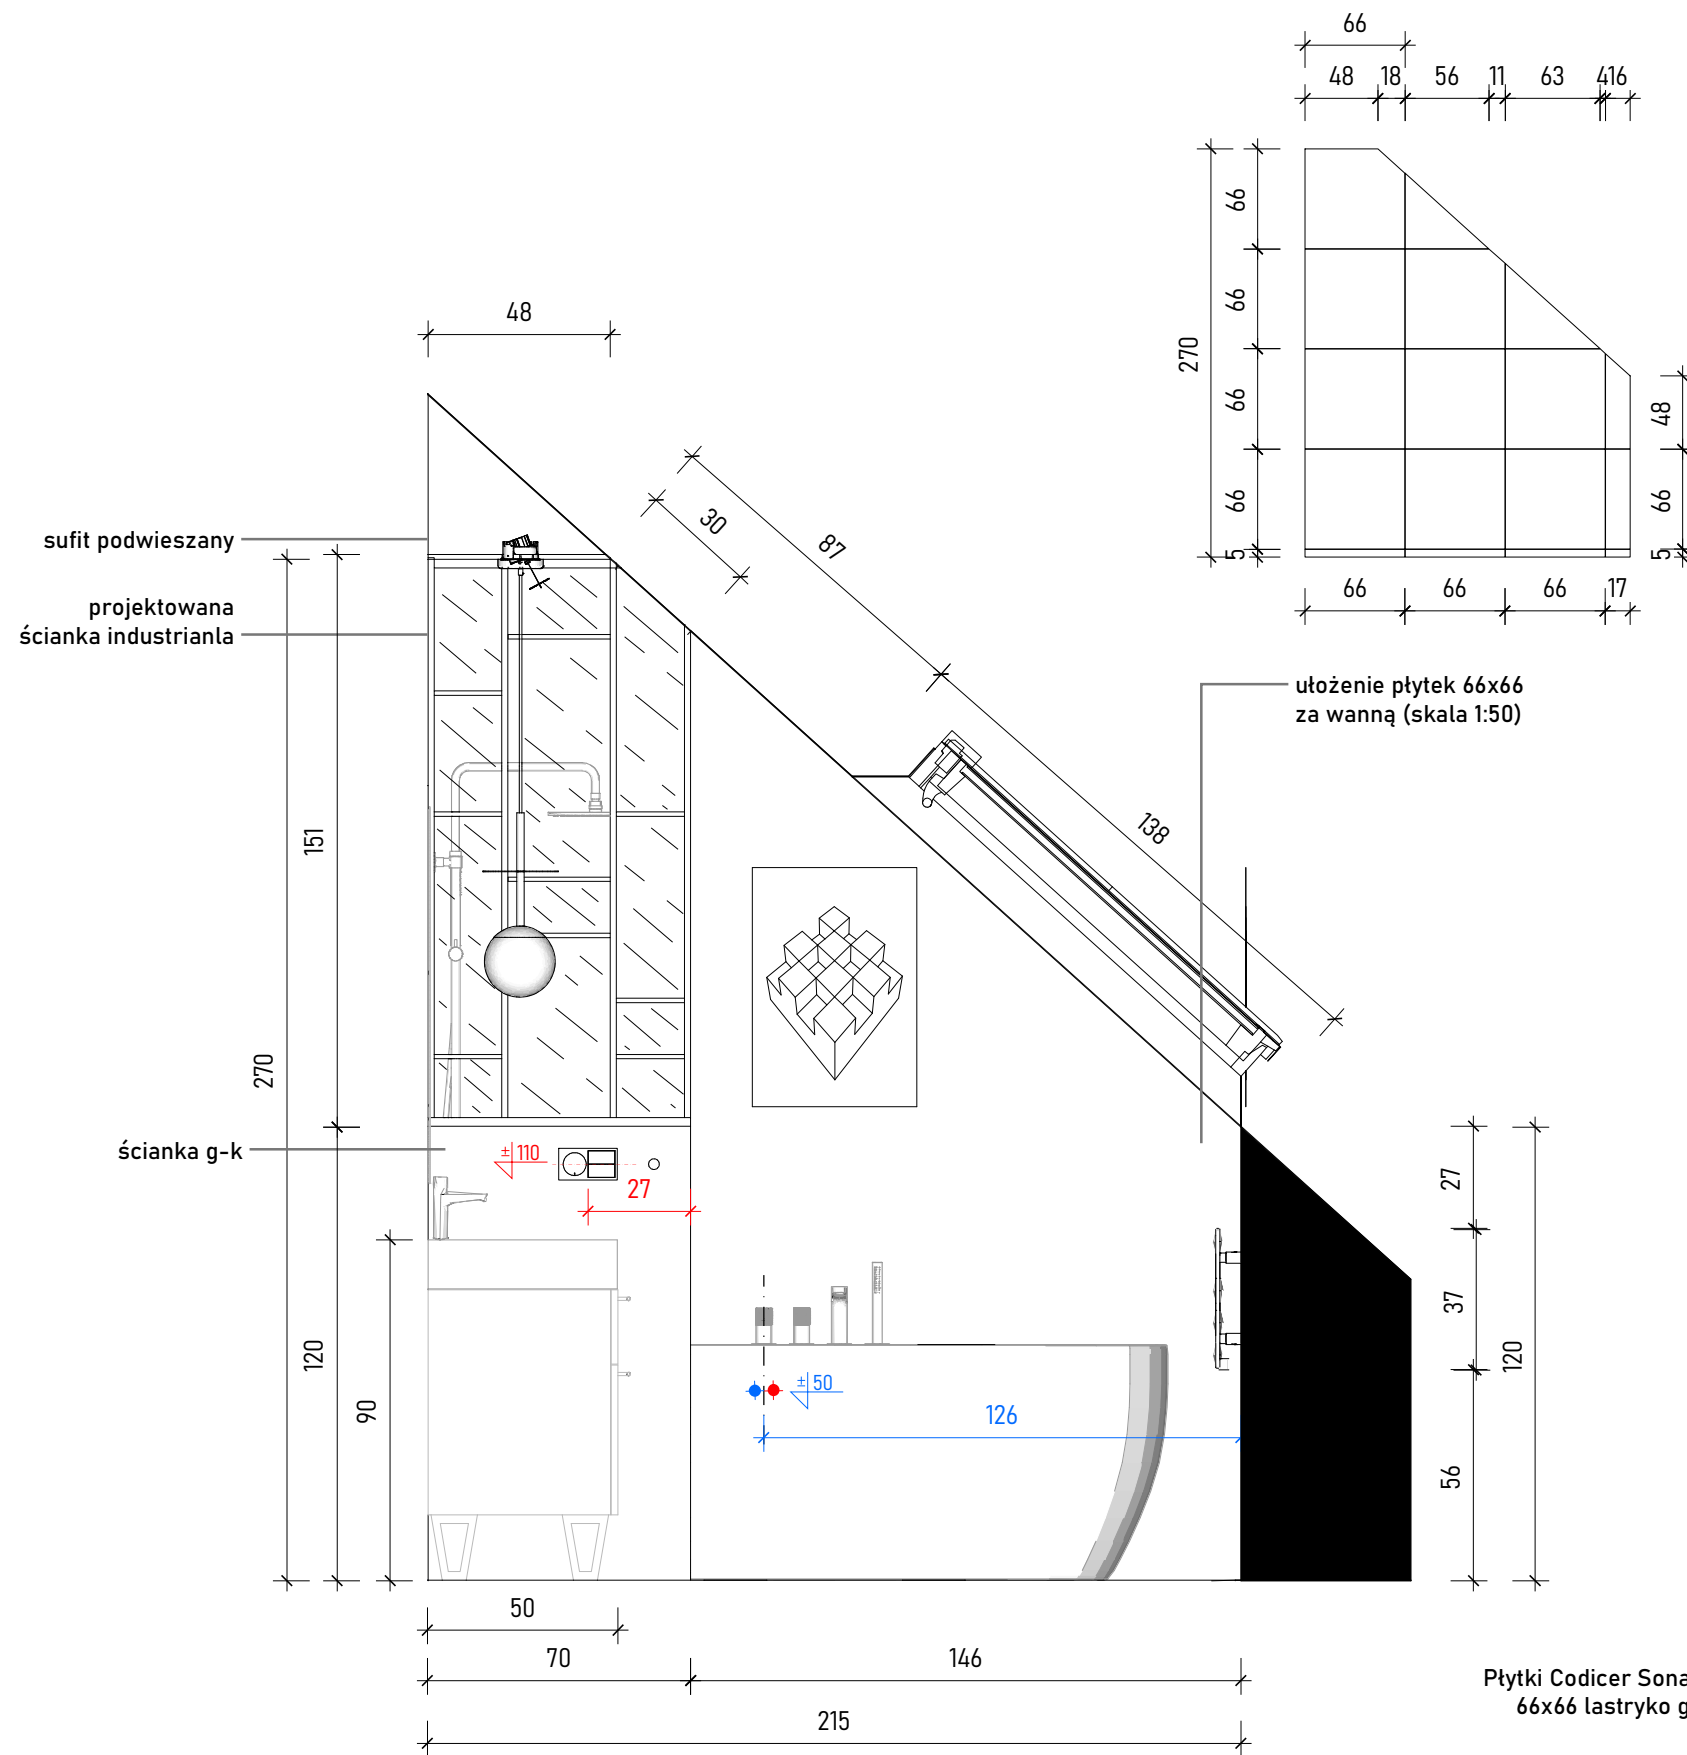 66
48 18 56 11 63 4 16
270
66
66
66
66
5
48
66
5
66 66 66 17
48
30
87
138
sufit podwieszany
projektowana
ścianka industrianla
ułożenie płytek 66x66
za wanną (skala 1:50)
151
270
ścianka g-k
± 110
27
120
90
± 50
126
27
37
56
120
50
70 146
215
Płytki Codicer Sona
66x66 lastryko g